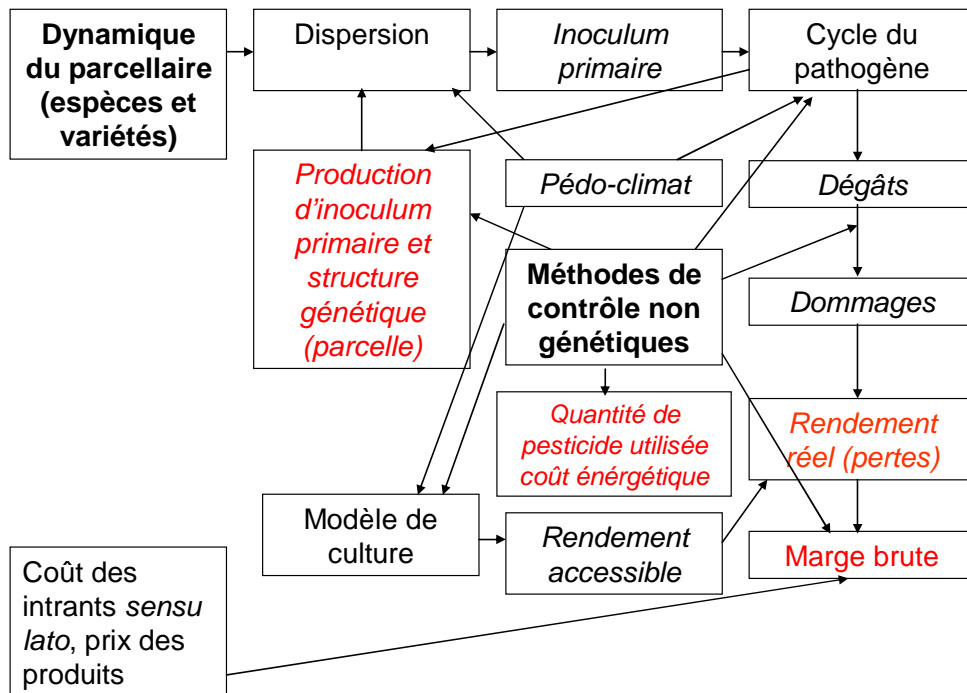 Dynamique
du parcellaire
(espèces et
variétés)
Dispersion
Inoculum
primaire
Cycle du
pathogène
Production
d'inoculum
primaire et
structure
génétique
(parcelle)
Pédo-climat
Dégâts
Méthodes de
contrôle non
génétiques
Dommages
Quantité de
pesticide utilisée
coût énérgétique
Rendement
réel (pertes)
Modèle de
culture
Rendement
accessible
Marge brute
Coût des
intrants sensu
lato, prix des
produits